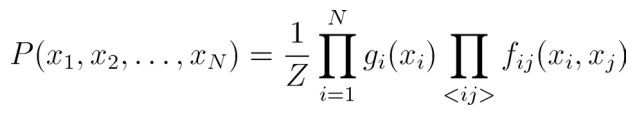 P(x_1, x_2, \ldots, x_N) = \frac{1}{Z} \prod_{i=1}^{N} g_i(x_i) \prod_{<ij>} f_{ij}(x_i, x_j)